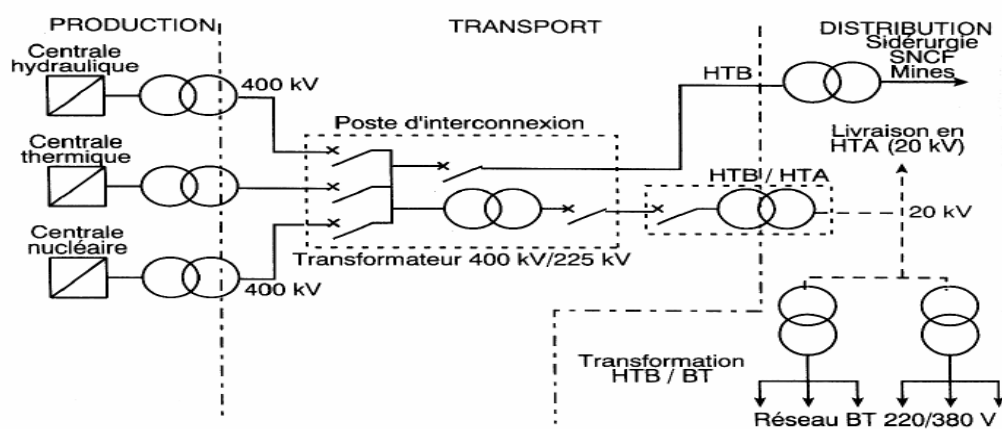 PRODUCTION
TRANSPORT
DISTRIBUTION
Centrale
hydraulique
400 kV
Centrale
thermique
Centrale
nucléaire
400 kV
Poste d'interconnexion
Transformateur 400 kV/225 kV
HTB
HTB / HTA
Sidérurgie
SNCF
Mines
Livraison en
HTA (20 kV)
20 kV
Transformation
HTB / BT
Réseau BT 220/380 V